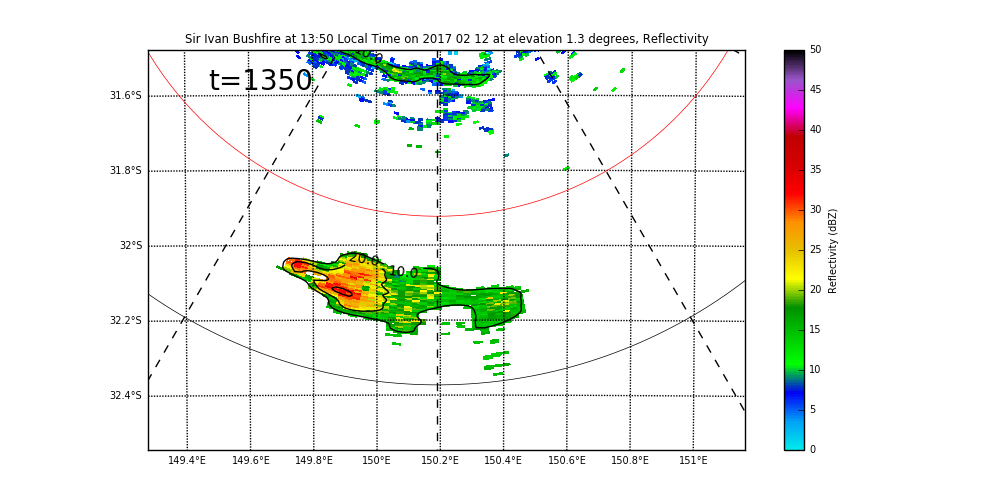 Sir Ivan Bushfire at 13:50 Local Time on 2017 02 12 at elevation 1.3 degrees, Reflectivity
t=1350
31.6°S
31.8°S
32°S
32.2°S
32.4°S
20.0
10.0
149.4°E 149.6°E 149.8°E 150°E 150.2°E 150.4°E 150.6°E 150.8°E 151°E
50
45
40
35
30
25
20
15
10
5
0
Reflectivity (dBZ)